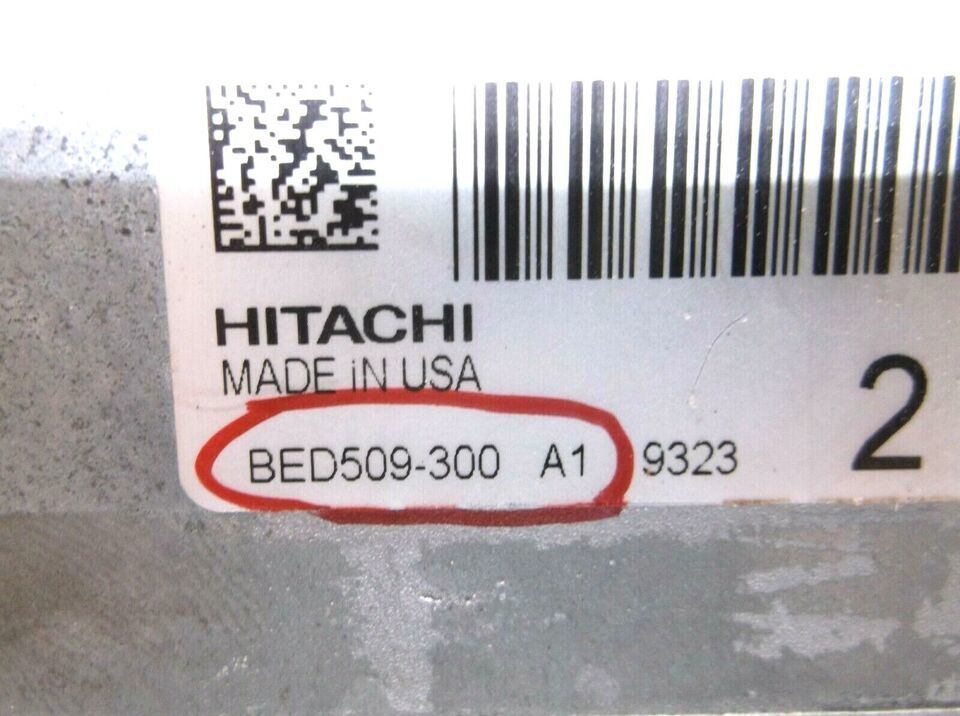 HITACHI
MADE iN USA
BED509-300 A1 9323
2